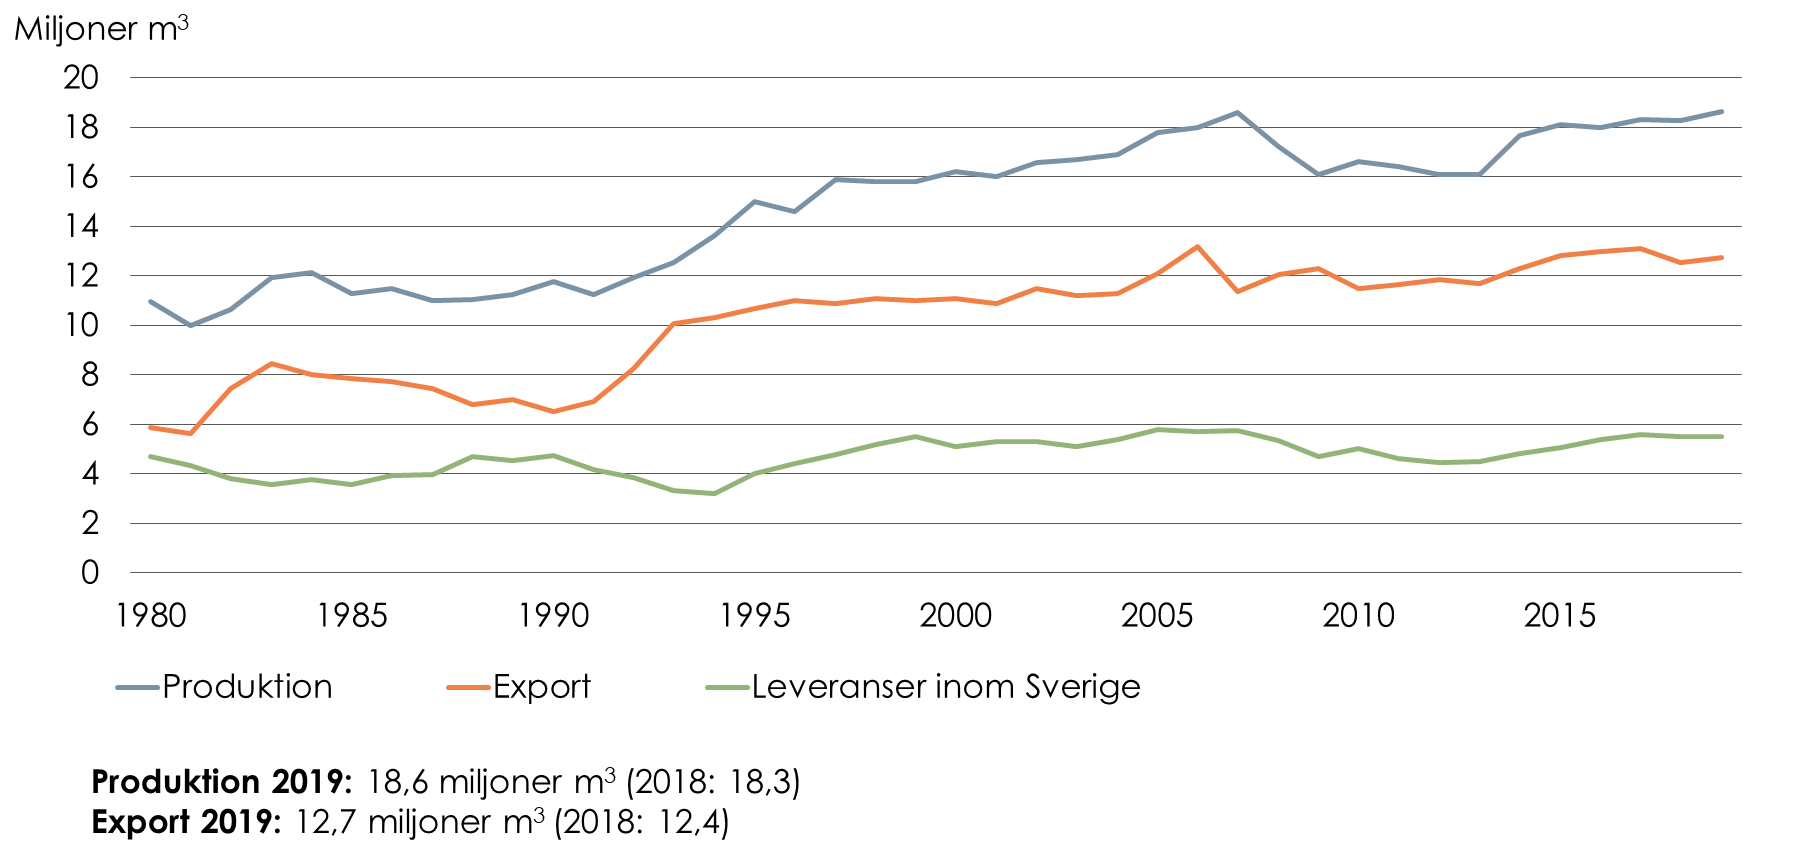 Miljoner m³
20
18
16
14
12
10
8
6
4
2
0
1980 1985 1990 1995 2000 2005 2010 2015
Produktion Export Leveranser inom Sverige
Produktion 2019: 18,6 miljoner m³ (2018: 18,3)
Export 2019: 12,7 miljoner m³ (2018: 12,4)